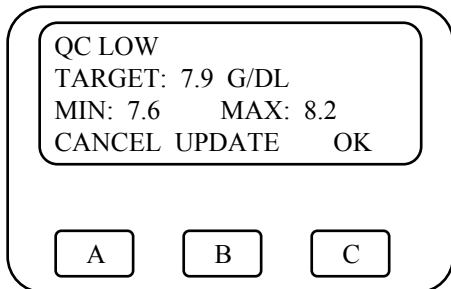 QC LOW
TARGET: 7.9 G/DL
MIN: 7.6 MAX: 8.2
CANCEL UPDATE OK
A B C